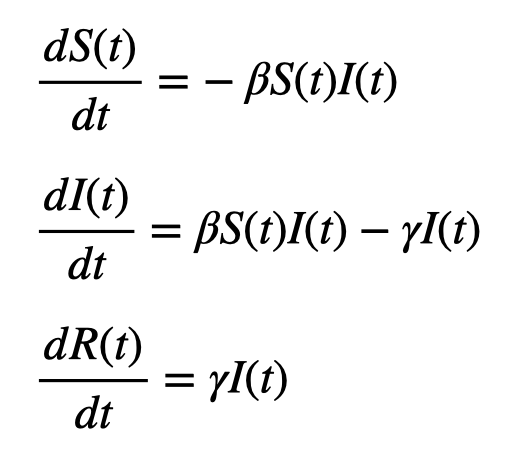 dS(t)/dt = − βS(t)I(t)
dI(t)/dt = βS(t)I(t) − γI(t)
dR(t)/dt = γI(t)